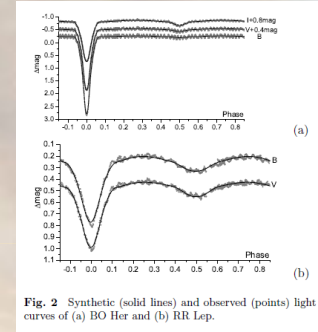 -1.0
-0.5
0.0
0.5
1.0
1.5
2.0
2.5
3.0
Δmag
I+0.6mag
V+0.4mag
B
Phase
-0.1 0.0 0.1 0.2 0.3 0.4 0.5 0.6 0.7 0.8
(a)
0.1
0.2
0.3
0.4
0.5
0.6
0.7
0.8
0.9
1.0
1.1
Δmag
B
V
Phase
-0.1 0.0 0.1 0.2 0.3 0.4 0.5 0.6 0.7 0.8
(b)
Fig. 2 Synthetic (solid lines) and observed (points) light
curves of (a) BO Her and (b) RR Lep.